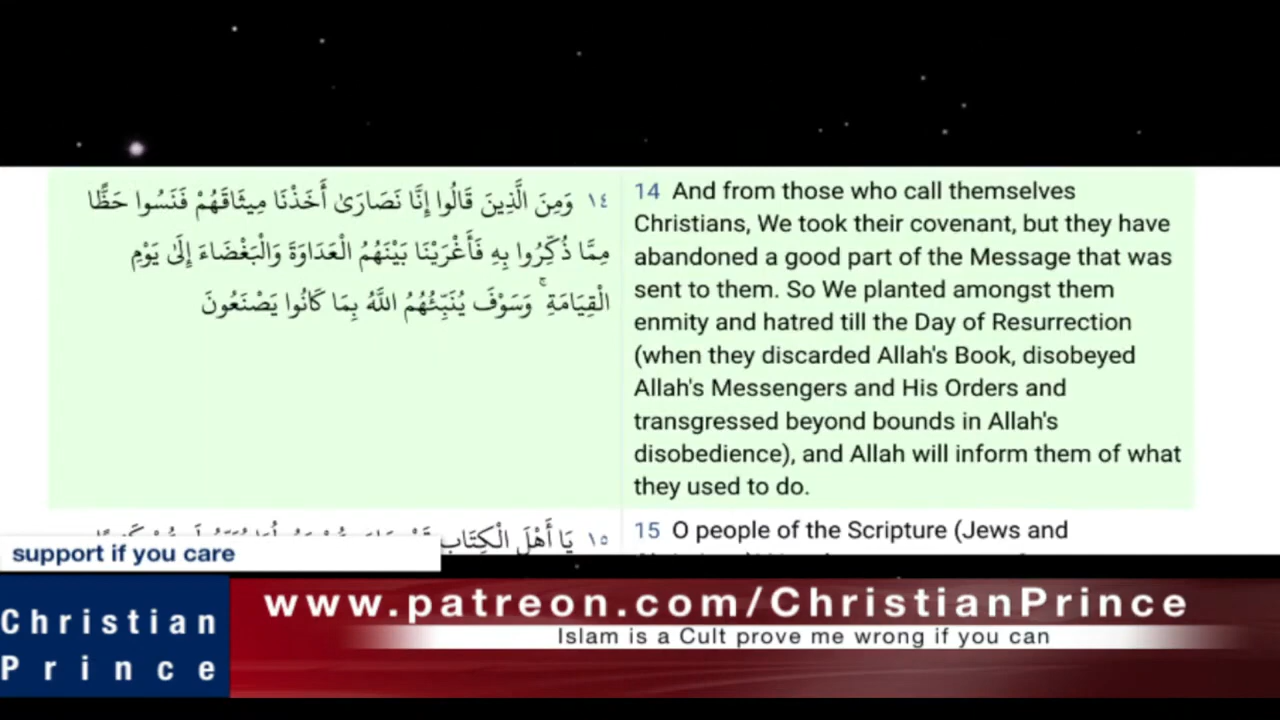 ١٤ وَمِنَ الَّذِينَ قَالُوا إِنَّا نَصَارَىٰ أَخَذْنَا مِيثَاقَهُمْ فَنَسُوا حَظًّا
مِمَّا ذُكِّرُوا بِهِ فَأَغْرَيْنَا بَيْنَهُمُ الْعَدَاوَةَ وَالْبَغْضَاءَ إِلَىٰ يَوْمِ
الْقِيَامَةِ ۚ وَسَوْفَ يُنَبِّئُهُمُ اللَّهُ بِمَا كَانُوا يَصْنَعُونَ
14 And from those who call themselves
Christians, We took their covenant, but they have
abandoned a good part of the Message that was
sent to them. So We planted amongst them
enmity and hatred till the Day of Resurrection
(when they discarded Allah's Book, disobeyed
Allah's Messengers and His Orders and
transgressed beyond bounds in Allah's
disobedience), and Allah will inform them of what
they used to do.
١٥ يَا أَهْلَ الْكِتَابِ
15 O people of the Scripture (Jews and
support if you care
Christian
Prince
www.patreon.com/ChristianPrince
Islam is a Cult prove me wrong if you can